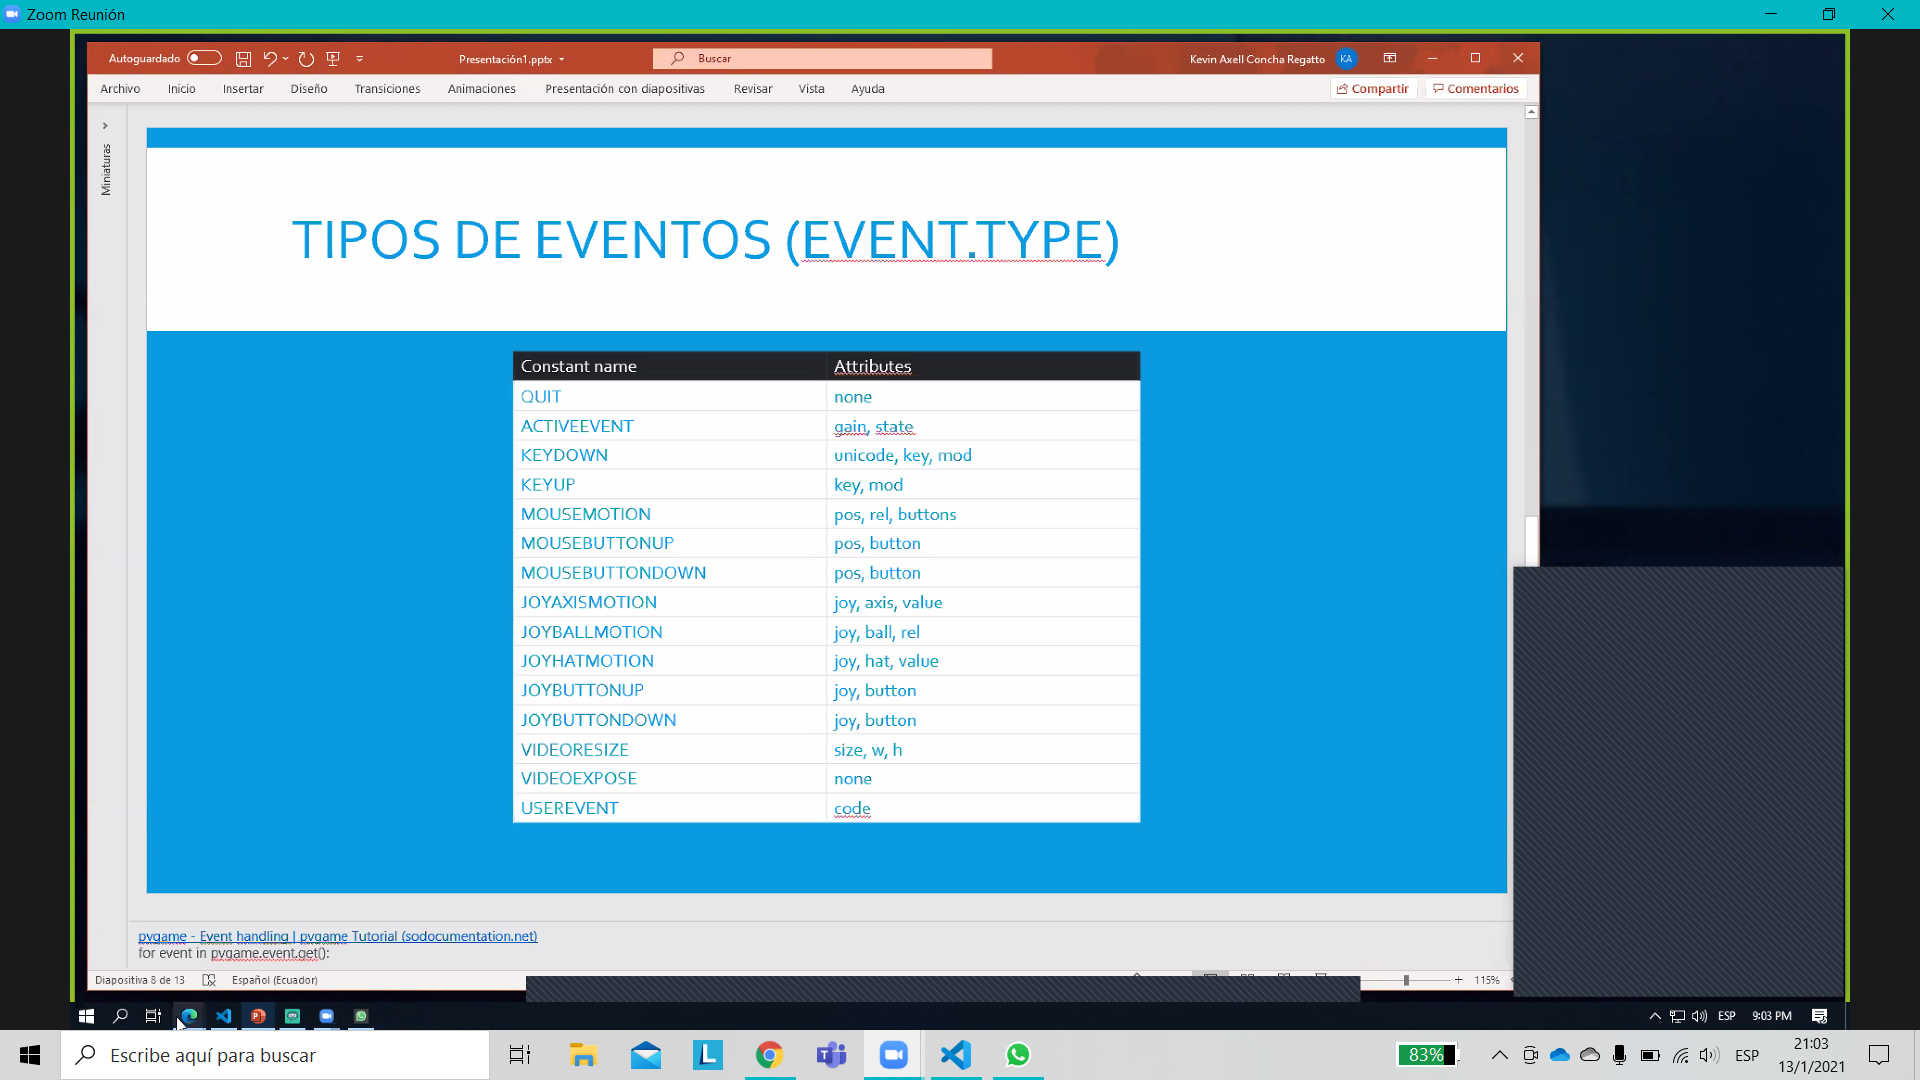 Zoom Reunión
Autoguardado
Presentación1.pptx
Buscar
Kevin Axell Concha Regatto
KA
Archivo Inicio Insertar Diseño Transiciones Animaciones Presentación con diapositivas Revisar Vista Ayuda
Compartir Comentarios
Miniaturas
TIPOS DE EVENTOS (EVENT.TYPE)
Constant name Attributes
QUIT none
ACTIVEEVENT gain, state
KEYDOWN unicode, key, mod
KEYUP key, mod
MOUSEMOTION pos, rel, buttons
MOUSEBUTTONUP pos, button
MOUSEBUTTONDOWN pos, button
JOYAXISMOTION joy, axis, value
JOYBALLMOTION joy, ball, rel
JOYHATMOTION joy, hat, value
JOYBUTTONUP joy, button
JOYBUTTONDOWN joy, button
VIDEORESIZE size, w, h
VIDEOEXPOSE none
USEREVENT code
pygame - Event handling | pygame Tutorial (sodocumentation.net)
for event in pygame.event.get():
Diapositiva 8 de 13 Español (Ecuador) 115%
ESP 9:03 PM
Escribe aquí para buscar
L
83%
ESP
21:03
13/1/2021